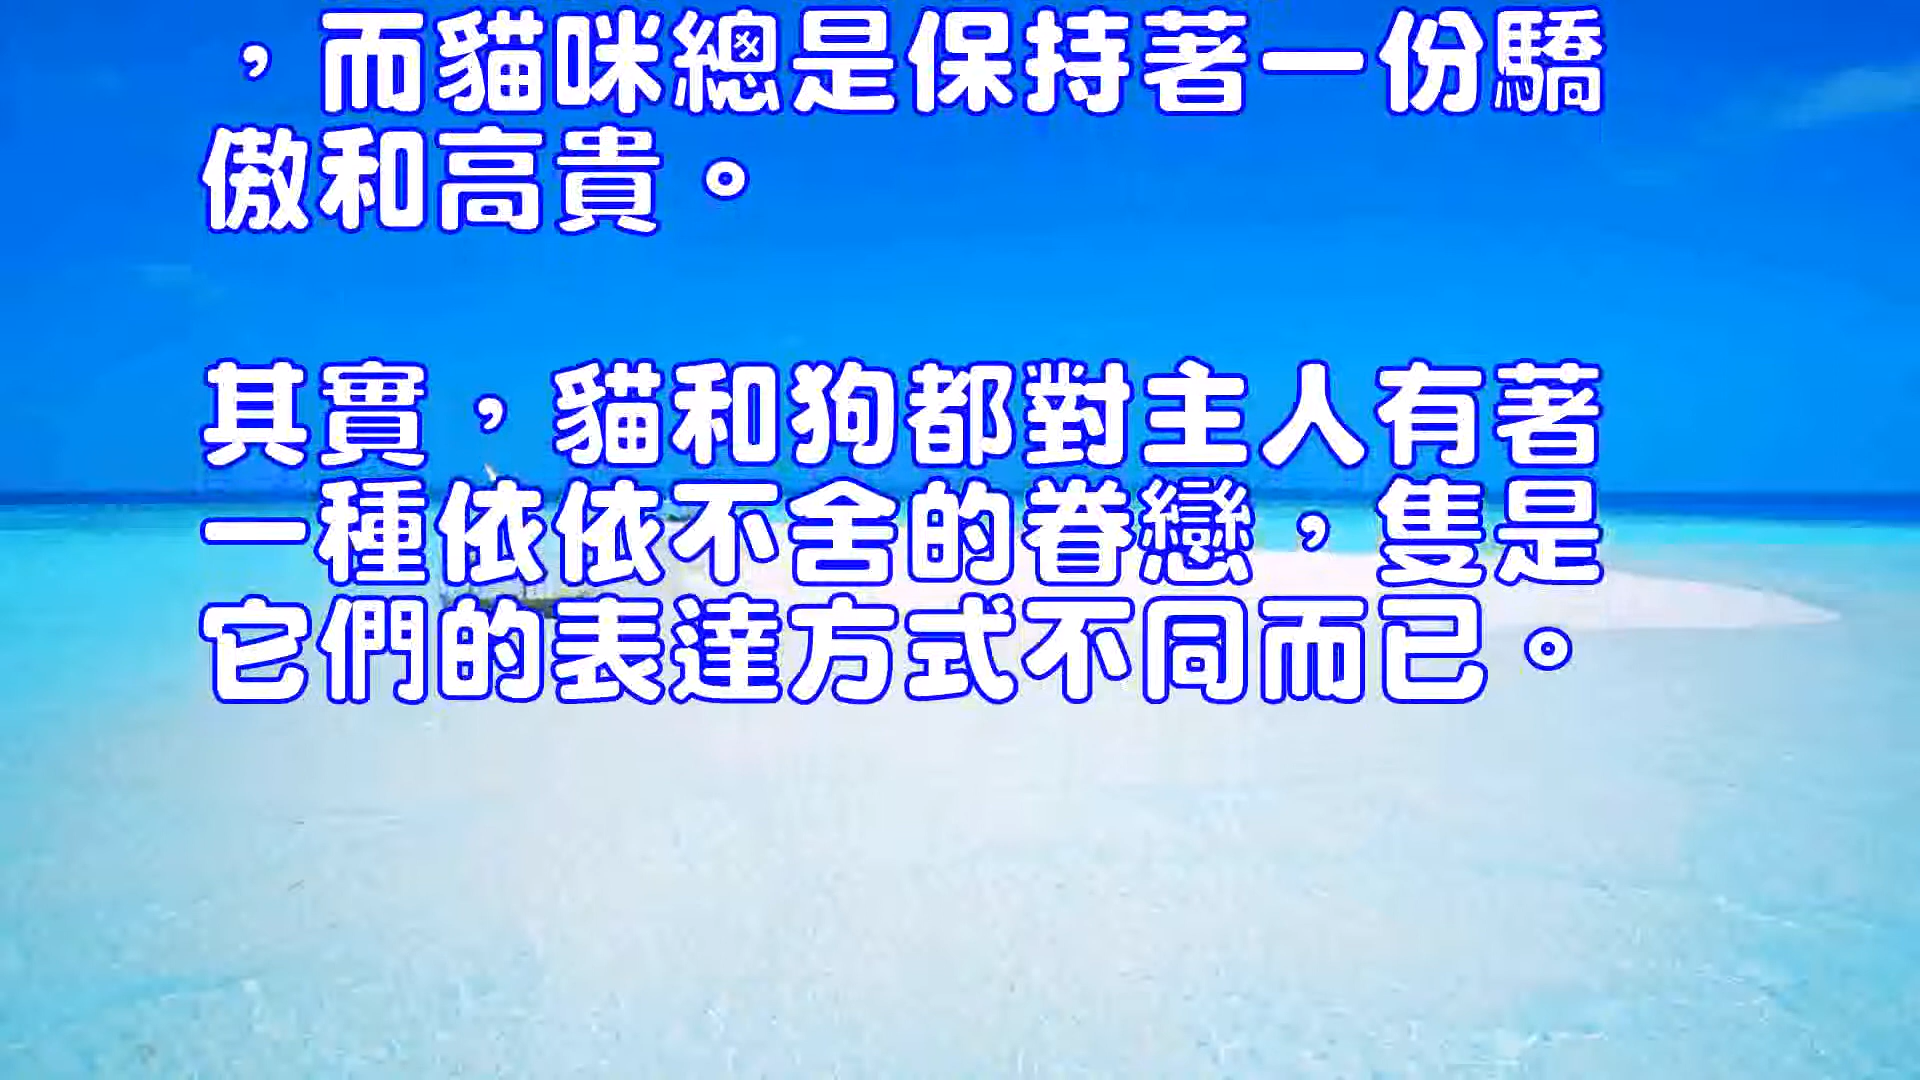 ，而貓咪總是保持著一份驕
傲和高貴。
其實，貓和狗都對主人有著
一種依依不舍的眷戀，隻是
它們的表達方式不同而已。